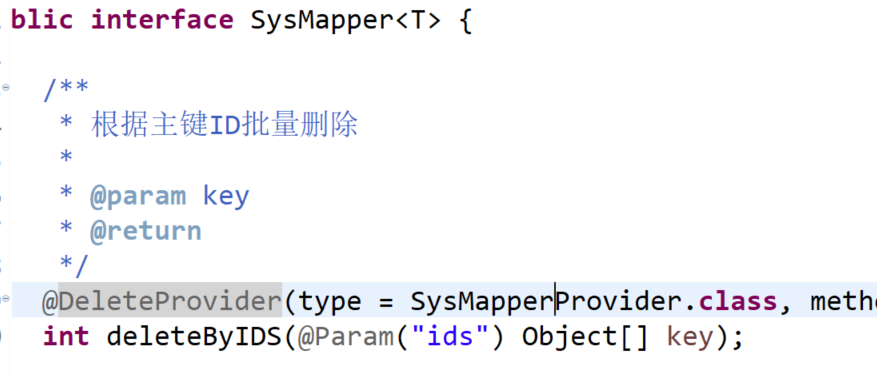 blic interface SysMapper<T> {
/**
* 根据主键ID批量删除
*
* @param key
* @return
*/
@DeleteProvider(type = SysMapperProvider.class, meth
int deleteByIDS(@Param("ids") Object[] key);